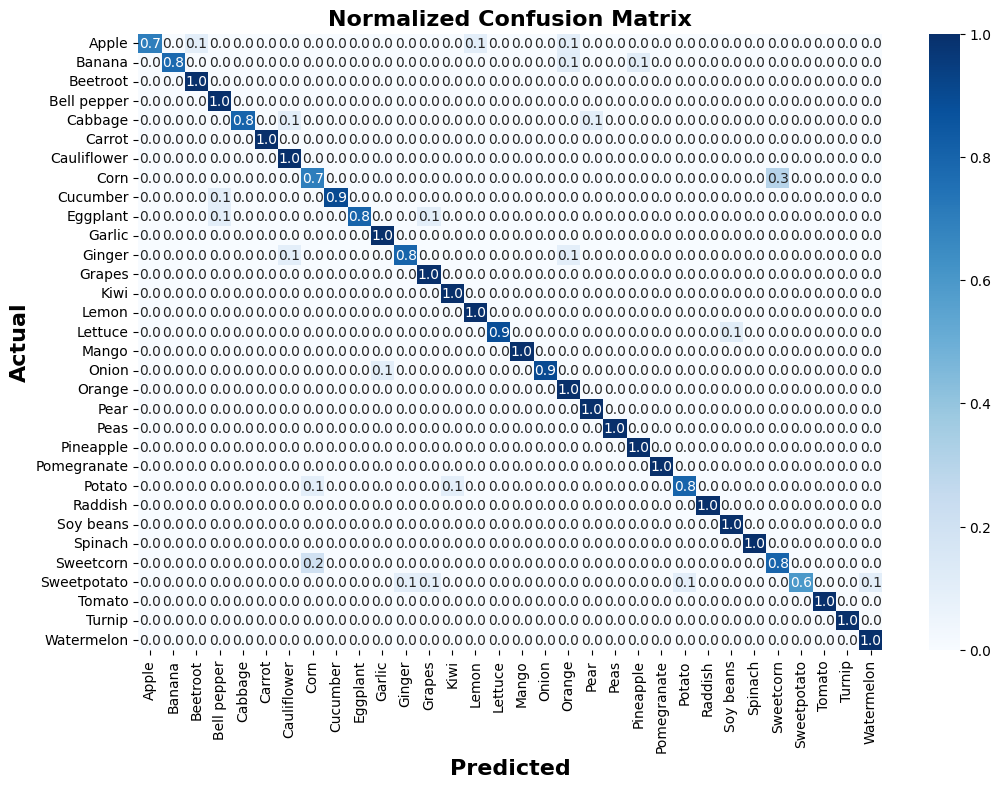 Normalized Confusion Matrix
Apple 0.7 0.0 0.1 0.0 0.0 0.0 0.0 0.0 0.0 0.0 0.0 0.0 0.0 0.0 0.1 0.0 0.0 0.0 0.1 0.0 0.0 0.0 0.0 0.0 0.0 0.0 0.0 0.0 0.0 0.0 0.0 0.0
Banana 0.0 0.8 0.0 0.0 0.0 0.0 0.0 0.0 0.0 0.0 0.0 0.0 0.0 0.0 0.0 0.0 0.0 0.0 0.1 0.0 0.0 0.1 0.0 0.0 0.0 0.0 0.0 0.0 0.0 0.0 0.0 0.0
Beetroot 0.0 0.0 1.0 0.0 0.0 0.0 0.0 0.0 0.0 0.0 0.0 0.0 0.0 0.0 0.0 0.0 0.0 0.0 0.0 0.0 0.0 0.0 0.0 0.0 0.0 0.0 0.0 0.0 0.0 0.0 0.0 0.0
Bell pepper 0.0 0.0 0.0 1.0 0.0 0.0 0.0 0.0 0.0 0.0 0.0 0.0 0.0 0.0 0.0 0.0 0.0 0.0 0.0 0.0 0.0 0.0 0.0 0.0 0.0 0.0 0.0 0.0 0.0 0.0 0.0 0.0
Cabbage 0.0 0.0 0.0 0.0 0.8 0.0 0.1 0.0 0.0 0.0 0.0 0.0 0.0 0.0 0.0 0.0 0.0 0.0 0.0 0.1 0.0 0.0 0.0 0.0 0.0 0.0 0.0 0.0 0.0 0.0 0.0 0.0
Carrot 0.0 0.0 0.0 0.0 0.0 1.0 0.0 0.0 0.0 0.0 0.0 0.0 0.0 0.0 0.0 0.0 0.0 0.0 0.0 0.0 0.0 0.0 0.0 0.0 0.0 0.0 0.0 0.0 0.0 0.0 0.0 0.0
Cauliflower 0.0 0.0 0.0 0.0 0.0 0.0 1.0 0.0 0.0 0.0 0.0 0.0 0.0 0.0 0.0 0.0 0.0 0.0 0.0 0.0 0.0 0.0 0.0 0.0 0.0 0.0 0.0 0.0 0.0 0.0 0.0 0.0
Corn 0.0 0.0 0.0 0.0 0.0 0.0 0.0 0.7 0.0 0.0 0.0 0.0 0.0 0.0 0.0 0.0 0.0 0.0 0.0 0.0 0.0 0.0 0.0 0.0 0.0 0.0 0.0 0.3 0.0 0.0 0.0 0.0
Cucumber 0.0 0.0 0.0 0.1 0.0 0.0 0.0 0.0 0.9 0.0 0.0 0.0 0.0 0.0 0.0 0.0 0.0 0.0 0.0 0.0 0.0 0.0 0.0 0.0 0.0 0.0 0.0 0.0 0.0 0.0 0.0 0.0
Eggplant 0.0 0.0 0.0 0.1 0.0 0.0 0.0 0.0 0.0 0.8 0.0 0.0 0.1 0.0 0.0 0.0 0.0 0.0 0.0 0.0 0.0 0.0 0.0 0.0 0.0 0.0 0.0 0.0 0.0 0.0 0.0 0.0
Garlic 0.0 0.0 0.0 0.0 0.0 0.0 0.0 0.0 0.0 0.0 1.0 0.0 0.0 0.0 0.0 0.0 0.0 0.0 0.0 0.0 0.0 0.0 0.0 0.0 0.0 0.0 0.0 0.0 0.0 0.0 0.0 0.0
Ginger 0.0 0.0 0.0 0.0 0.0 0.0 0.1 0.0 0.0 0.0 0.0 0.8 0.0 0.0 0.0 0.0 0.0 0.0 0.1 0.0 0.0 0.0 0.0 0.0 0.0 0.0 0.0 0.0 0.0 0.0 0.0 0.0
Grapes 0.0 0.0 0.0 0.0 0.0 0.0 0.0 0.0 0.0 0.0 0.0 0.0 1.0 0.0 0.0 0.0 0.0 0.0 0.0 0.0 0.0 0.0 0.0 0.0 0.0 0.0 0.0 0.0 0.0 0.0 0.0 0.0
Kiwi 0.0 0.0 0.0 0.0 0.0 0.0 0.0 0.0 0.0 0.0 0.0 0.0 0.0 1.0 0.0 0.0 0.0 0.0 0.0 0.0 0.0 0.0 0.0 0.0 0.0 0.0 0.0 0.0 0.0 0.0 0.0 0.0
Lemon 0.0 0.0 0.0 0.0 0.0 0.0 0.0 0.0 0.0 0.0 0.0 0.0 0.0 0.0 1.0 0.0 0.0 0.0 0.0 0.0 0.0 0.0 0.0 0.0 0.0 0.0 0.0 0.0 0.0 0.0 0.0 0.0
Lettuce 0.0 0.0 0.0 0.0 0.0 0.0 0.0 0.0 0.0 0.0 0.0 0.0 0.0 0.0 0.0 0.9 0.0 0.0 0.0 0.0 0.0 0.0 0.0 0.0 0.0 0.1 0.0 0.0 0.0 0.0 0.0 0.0
Mango 0.0 0.0 0.0 0.0 0.0 0.0 0.0 0.0 0.0 0.0 0.0 0.0 0.0 0.0 0.0 0.0 1.0 0.0 0.0 0.0 0.0 0.0 0.0 0.0 0.0 0.0 0.0 0.0 0.0 0.0 0.0 0.0
Onion 0.0 0.0 0.0 0.0 0.0 0.0 0.0 0.0 0.0 0.0 0.1 0.0 0.0 0.0 0.0 0.0 0.0 0.9 0.0 0.0 0.0 0.0 0.0 0.0 0.0 0.0 0.0 0.0 0.0 0.0 0.0 0.0
Orange 0.0 0.0 0.0 0.0 0.0 0.0 0.0 0.0 0.0 0.0 0.0 0.0 0.0 0.0 0.0 0.0 0.0 0.0 1.0 0.0 0.0 0.0 0.0 0.0 0.0 0.0 0.0 0.0 0.0 0.0 0.0 0.0
Pear 0.0 0.0 0.0 0.0 0.0 0.0 0.0 0.0 0.0 0.0 0.0 0.0 0.0 0.0 0.0 0.0 0.0 0.0 0.0 1.0 0.0 0.0 0.0 0.0 0.0 0.0 0.0 0.0 0.0 0.0 0.0 0.0
Peas 0.0 0.0 0.0 0.0 0.0 0.0 0.0 0.0 0.0 0.0 0.0 0.0 0.0 0.0 0.0 0.0 0.0 0.0 0.0 0.0 1.0 0.0 0.0 0.0 0.0 0.0 0.0 0.0 0.0 0.0 0.0 0.0
Pineapple 0.0 0.0 0.0 0.0 0.0 0.0 0.0 0.0 0.0 0.0 0.0 0.0 0.0 0.0 0.0 0.0 0.0 0.0 0.0 0.0 0.0 1.0 0.0 0.0 0.0 0.0 0.0 0.0 0.0 0.0 0.0 0.0
Pomegranate 0.0 0.0 0.0 0.0 0.0 0.0 0.0 0.0 0.0 0.0 0.0 0.0 0.0 0.0 0.0 0.0 0.0 0.0 0.0 0.0 0.0 0.0 1.0 0.0 0.0 0.0 0.0 0.0 0.0 0.0 0.0 0.0
Potato 0.0 0.0 0.0 0.0 0.0 0.0 0.0 0.1 0.0 0.0 0.0 0.0 0.0 0.1 0.0 0.0 0.0 0.0 0.0 0.0 0.0 0.0 0.0 0.8 0.0 0.0 0.0 0.0 0.0 0.0 0.0 0.0
Raddish 0.0 0.0 0.0 0.0 0.0 0.0 0.0 0.0 0.0 0.0 0.0 0.0 0.0 0.0 0.0 0.0 0.0 0.0 0.0 0.0 0.0 0.0 0.0 0.0 1.0 0.0 0.0 0.0 0.0 0.0 0.0 0.0
Soy beans 0.0 0.0 0.0 0.0 0.0 0.0 0.0 0.0 0.0 0.0 0.0 0.0 0.0 0.0 0.0 0.0 0.0 0.0 0.0 0.0 0.0 0.0 0.0 0.0 0.0 1.0 0.0 0.0 0.0 0.0 0.0 0.0
Spinach 0.0 0.0 0.0 0.0 0.0 0.0 0.0 0.0 0.0 0.0 0.0 0.0 0.0 0.0 0.0 0.0 0.0 0.0 0.0 0.0 0.0 0.0 0.0 0.0 0.0 0.0 1.0 0.0 0.0 0.0 0.0 0.0
Sweetcorn 0.0 0.0 0.0 0.0 0.0 0.0 0.0 0.2 0.0 0.0 0.0 0.0 0.0 0.0 0.0 0.0 0.0 0.0 0.0 0.0 0.0 0.0 0.0 0.0 0.0 0.0 0.0 0.8 0.0 0.0 0.0 0.0
Sweetpotato 0.0 0.0 0.0 0.0 0.0 0.0 0.0 0.0 0.0 0.0 0.0 0.1 0.1 0.0 0.0 0.0 0.0 0.0 0.0 0.0 0.0 0.0 0.0 0.1 0.0 0.0 0.0 0.0 0.6 0.0 0.0 0.1
Tomato 0.0 0.0 0.0 0.0 0.0 0.0 0.0 0.0 0.0 0.0 0.0 0.0 0.0 0.0 0.0 0.0 0.0 0.0 0.0 0.0 0.0 0.0 0.0 0.0 0.0 0.0 0.0 0.0 0.0 1.0 0.0 0.0
Turnip 0.0 0.0 0.0 0.0 0.0 0.0 0.0 0.0 0.0 0.0 0.0 0.0 0.0 0.0 0.0 0.0 0.0 0.0 0.0 0.0 0.0 0.0 0.0 0.0 0.0 0.0 0.0 0.0 0.0 0.0 1.0 0.0
Watermelon 0.0 0.0 0.0 0.0 0.0 0.0 0.0 0.0 0.0 0.0 0.0 0.0 0.0 0.0 0.0 0.0 0.0 0.0 0.0 0.0 0.0 0.0 0.0 0.0 0.0 0.0 0.0 0.0 0.0 0.0 0.0 1.0
Actual
Apple
Banana
Beetroot
Bell pepper
Cabbage
Carrot
Cauliflower
Corn
Cucumber
Eggplant
Garlic
Ginger
Grapes
Kiwi
Lemon
Lettuce
Mango
Onion
Orange
Pear
Peas
Pineapple
Pomegranate
Potato
Raddish
Soy beans
Spinach
Sweetcorn
Sweetpotato
Tomato
Turnip
Watermelon
Predicted
1.0
0.8
0.6
0.4
0.2
0.0